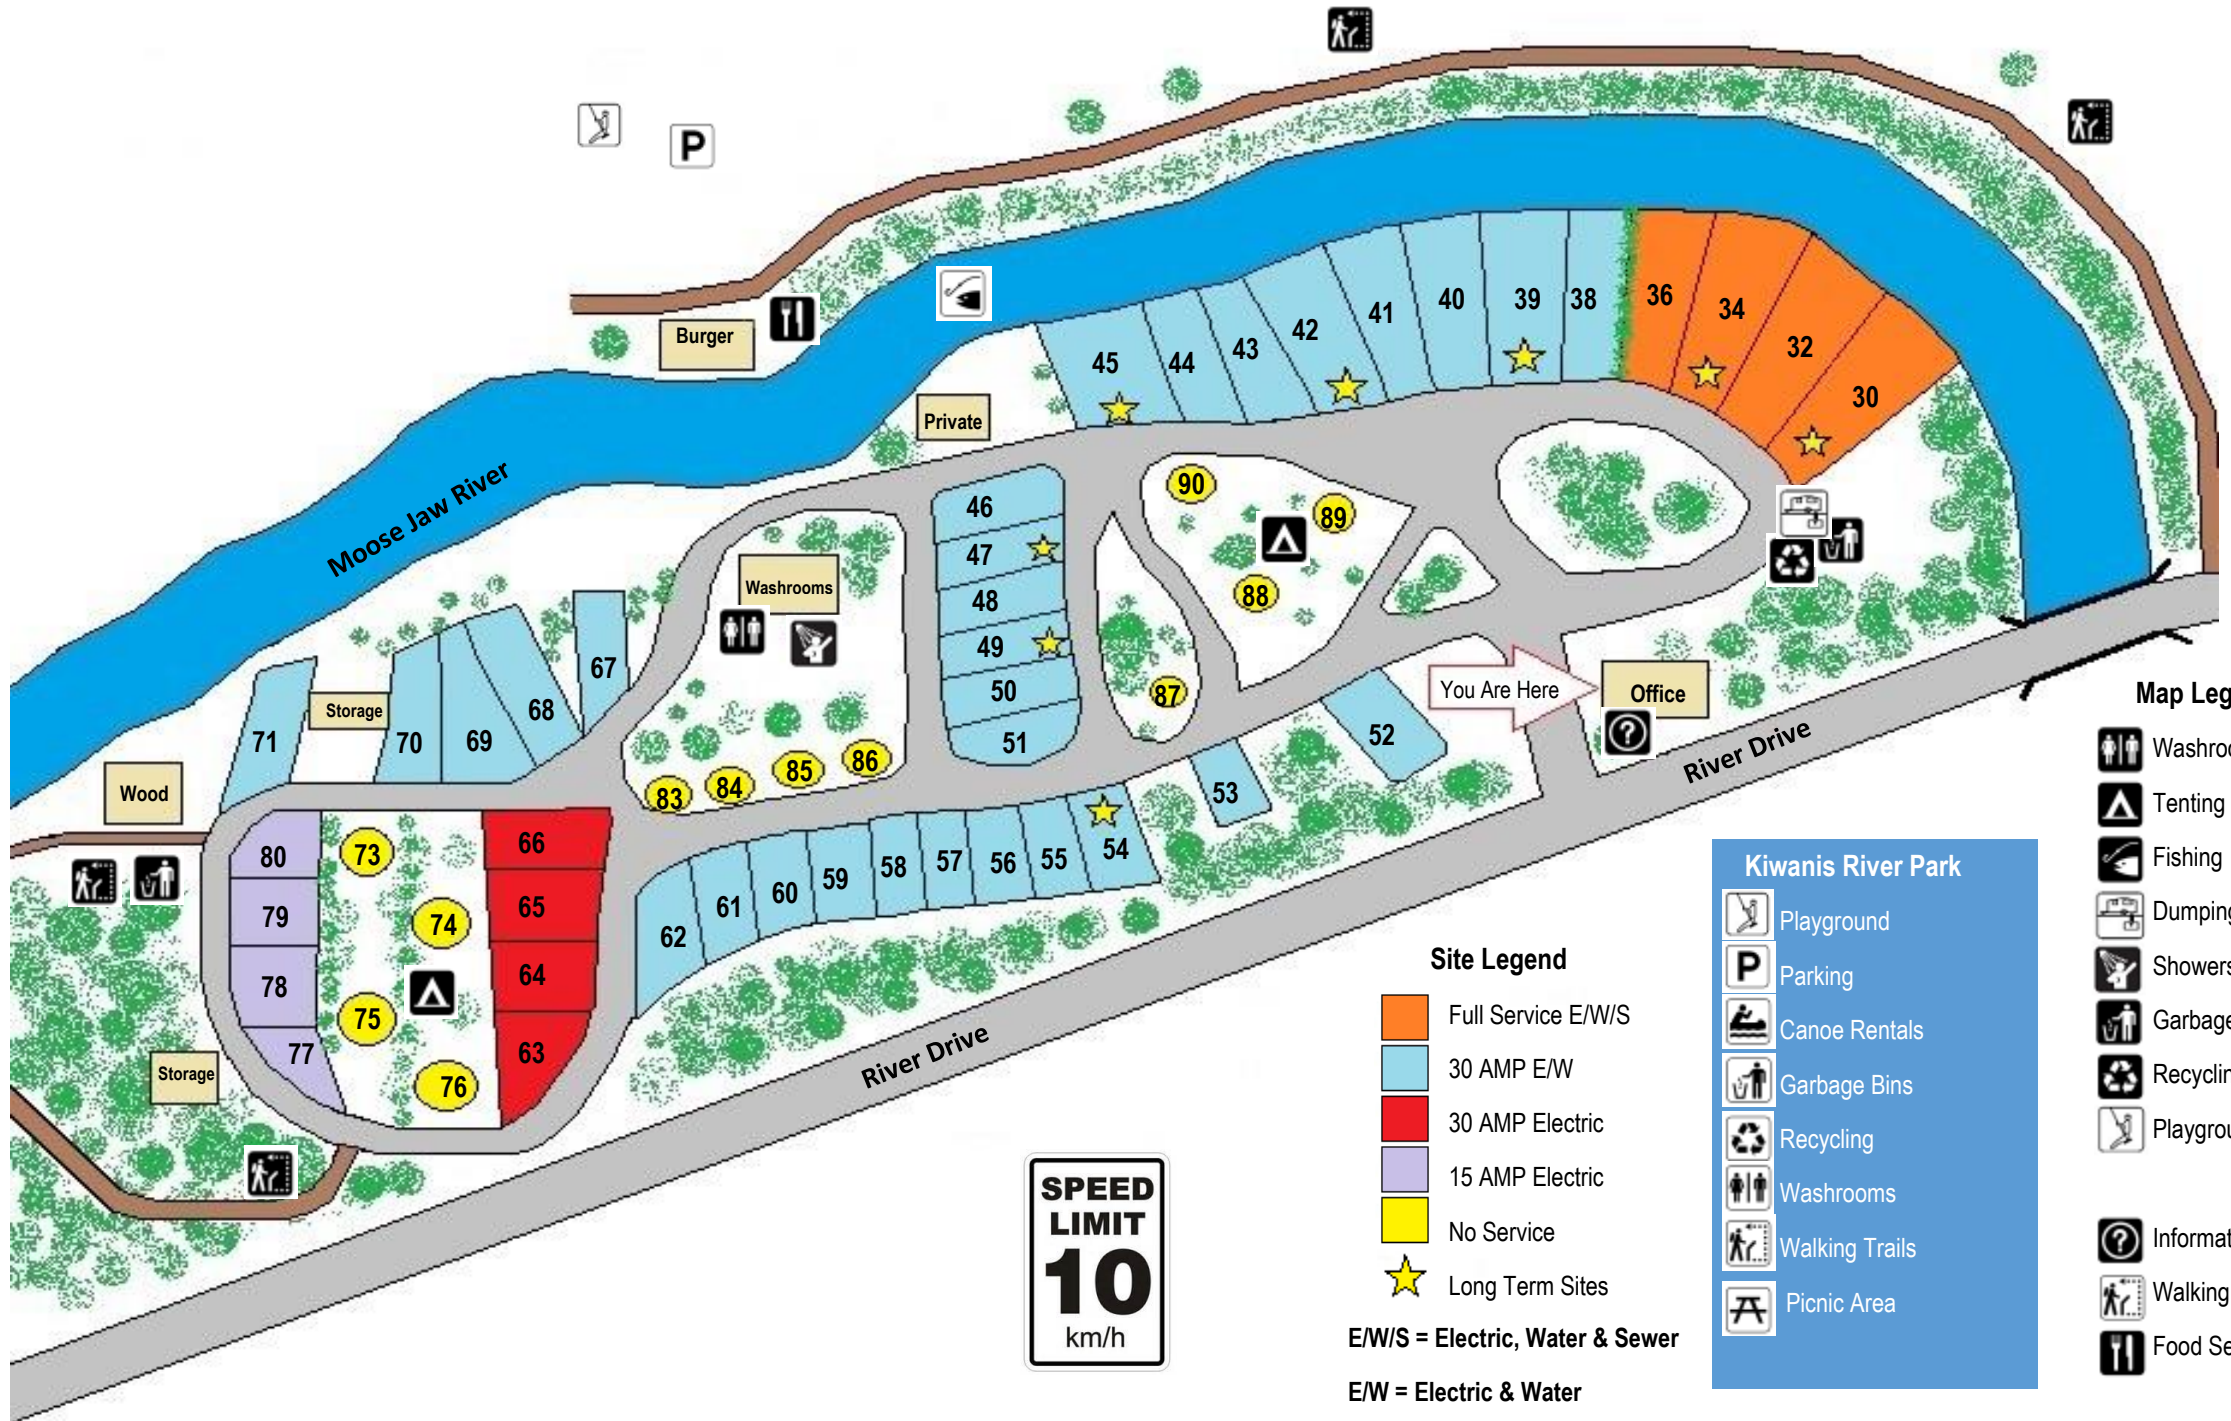 P
Burger
Private
Moose Jaw River
Washrooms
Storage
Wood
Storage
36
34
32
30
38
39
40
41
42
43
44
45
46
47
48
49
50
51
90
89
88
87
86
85
84
83
67
68
69
70
71
52
53
54
55
56
57
58
59
60
61
62
66
65
64
63
73
74
75
76
80
79
78
77
You Are Here
Office
?
River Drive
River Drive
SPEED
LIMIT
10
km/h
Site Legend
Full Service E/W/S
30 AMP E/W
30 AMP Electric
15 AMP Electric
No Service
Long Term Sites
E/W/S = Electric, Water & Sewer
E/W = Electric & Water
Kiwanis River Park
Playground
P Parking
Canoe Rentals
Garbage Bins
Recycling
Washrooms
Walking Trails
Picnic Area
Map Leg
Washroo
Tenting
Fishing
Dumping
Showers
Garbage
Recyclin
Playgrou
? Informat
Walking
Food Se